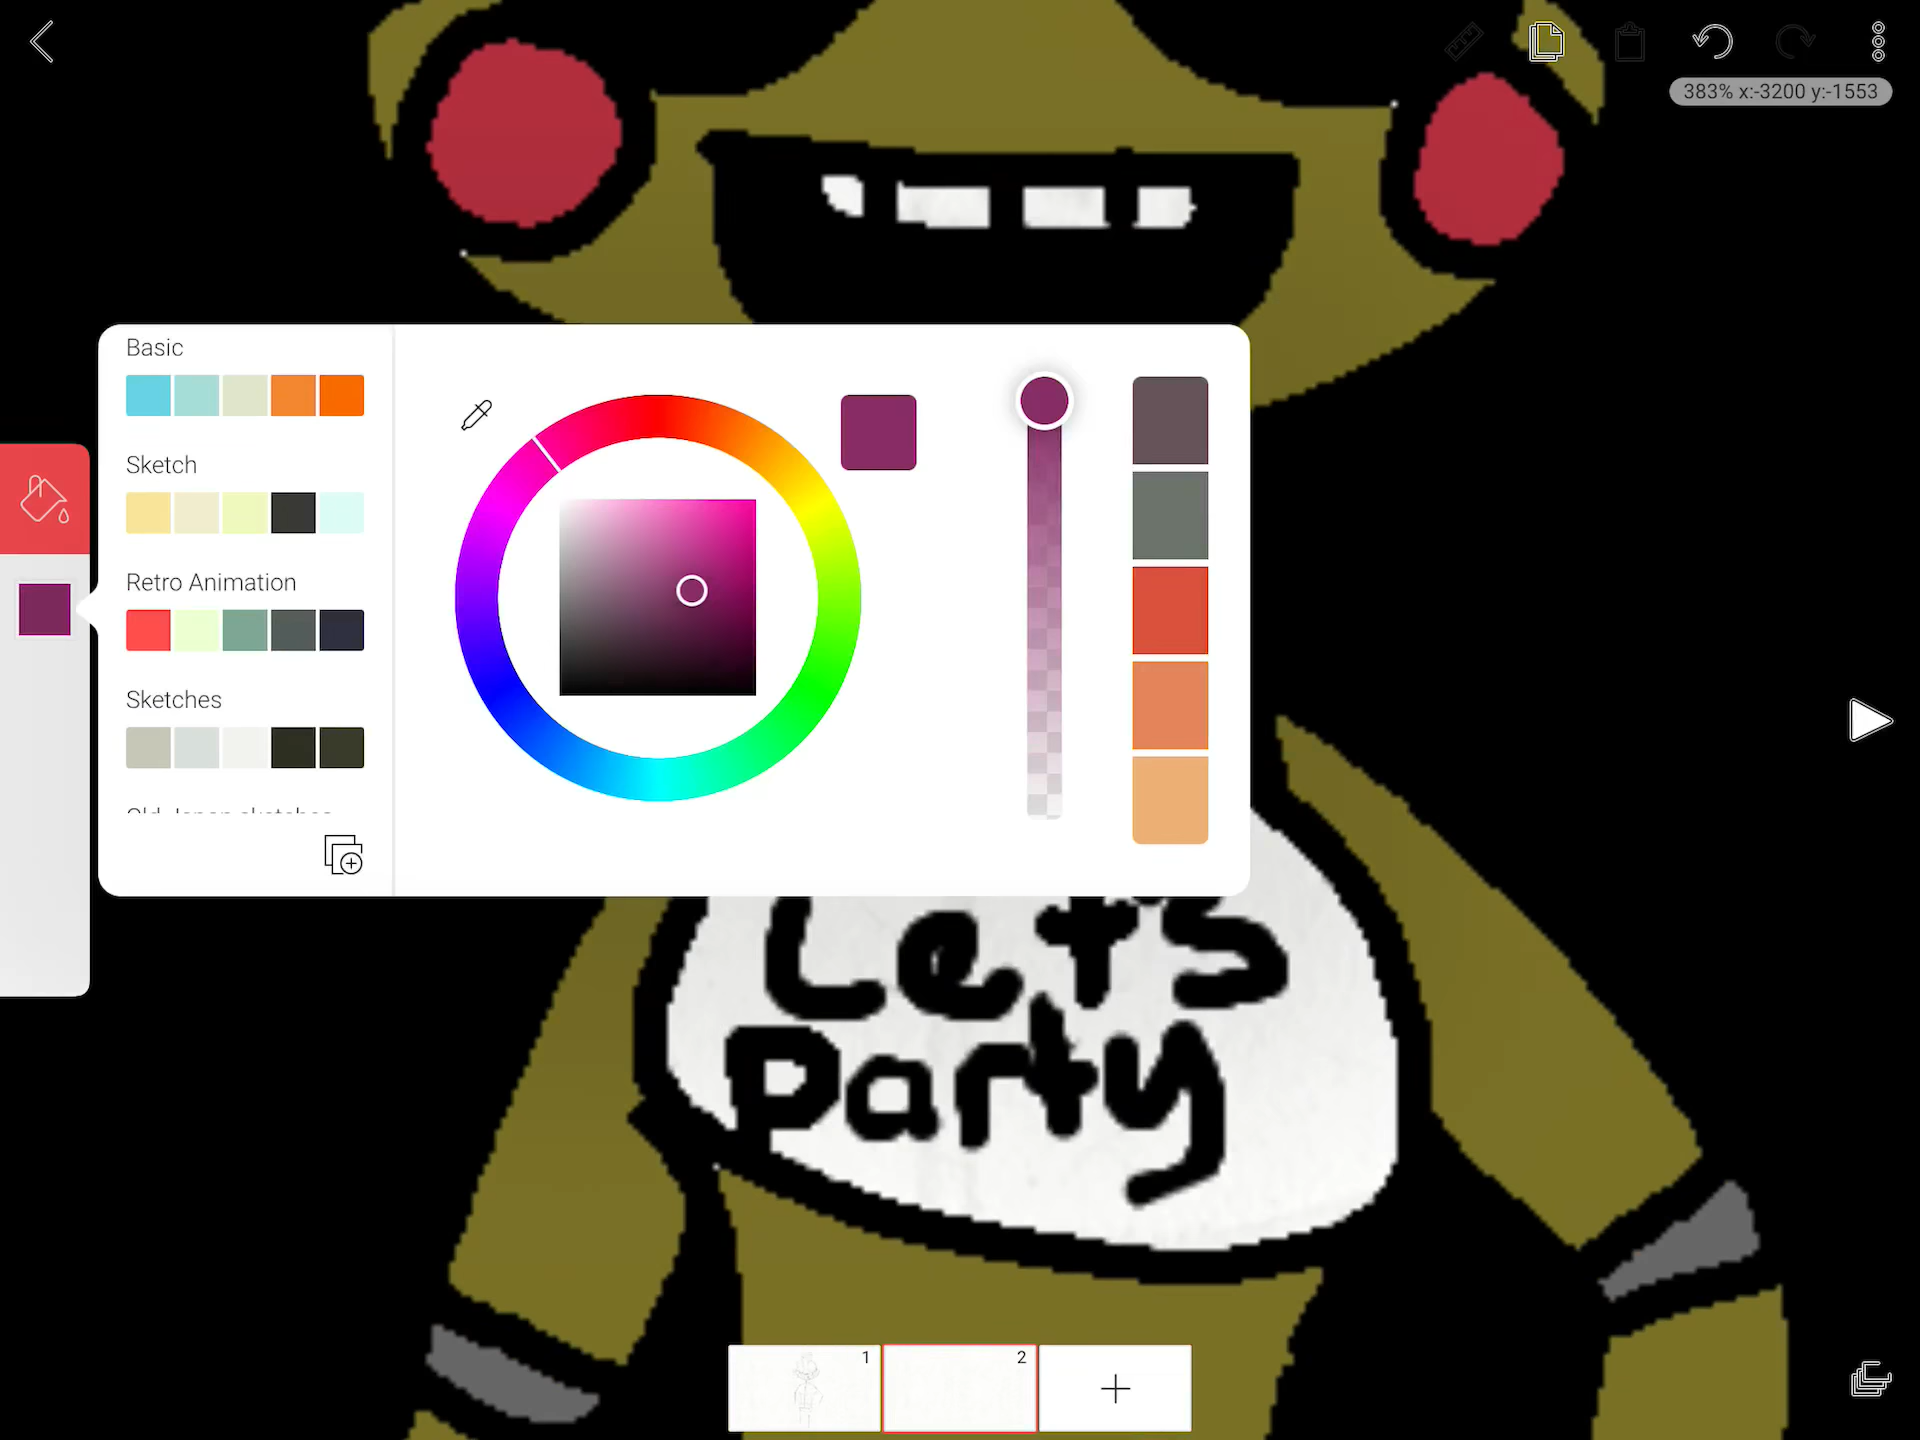 383% x:-3200 y:-1553
Basic
Sketch
Retro Animation
Sketches
Let's
Party
1
2